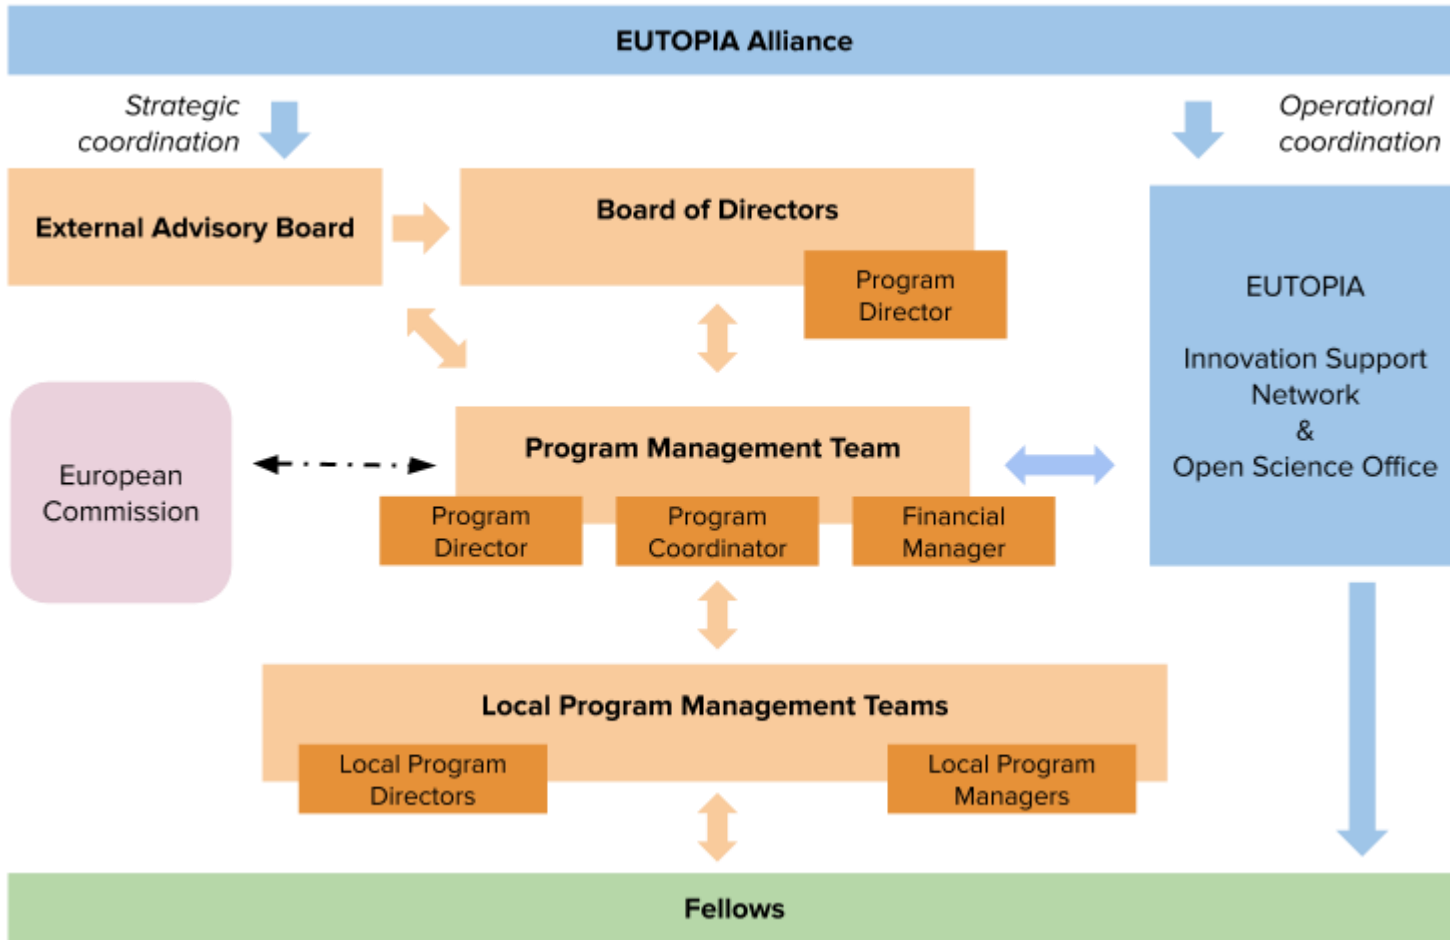 EUTOPIA Alliance
Strategic
coordination
Operational
coordination
External Advisory Board
Board of Directors
Program
Director
EUTOPIA
Innovation Support
Network
&
Open Science Office
European
Commission
Program Management Team
Program
Director
Program
Coordinator
Financial
Manager
Local Program Management Teams
Local Program
Directors
Local Program
Managers
Fellows